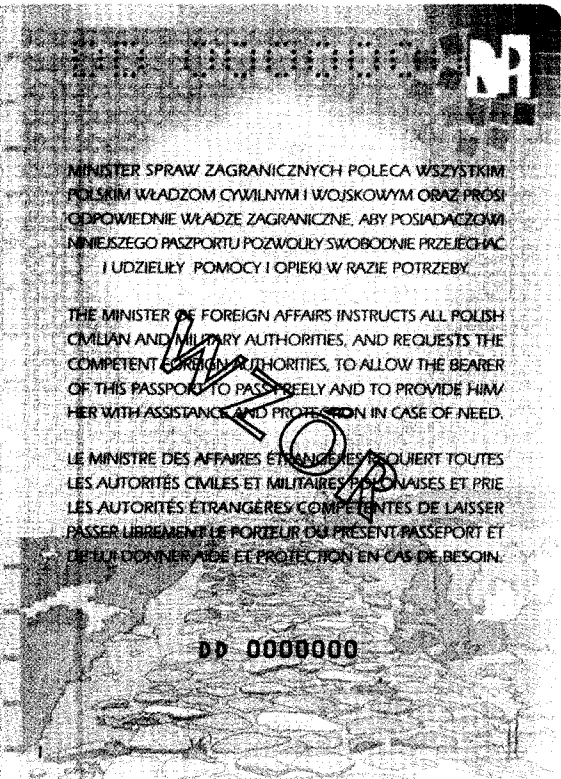 DD 0000000
RP
MINISTER SPRAW ZAGRANICZNYCH POLECA WSZYSTKIM
POLSKIM WŁADZOM CYWILNYM I WOJSKOWYM ORAZ PROSI
ODPOWIEDNIE WŁADZE ZAGRANICZNE, ABY POSIADACZOWI
NINIEJSZEGO PASZPORTU POZWOLIŁY SWOBODNIE PRZEJECHAĆ
I UDZIELIŁY POMOCY I OPIEKI W RAZIE POTRZEBY.
THE MINISTER OF FOREIGN AFFAIRS INSTRUCTS ALL POLISH
CIVILIAN AND MILITARY AUTHORITIES, AND REQUESTS THE
COMPETENT FOREIGN AUTHORITIES, TO ALLOW THE BEARER
OF THIS PASSPORT TO PASS FREELY AND TO PROVIDE HIM/
HER WITH ASSISTANCE AND PROTECTION IN CASE OF NEED.
WZÓR
LE MINISTRE DES AFFAIRES ÉTRANGÈRES REQUIERT TOUTES
LES AUTORITÉS CIVILES ET MILITAIRES POLONAISES ET PRIE
LES AUTORITÉS ÉTRANGÈRES COMPÉTENTES DE LAISSER
PASSER LIBREMENT LE PORTEUR DU PRÉSENT PASSEPORT ET
DE LUI DONNER AIDE ET PROTECTION EN CAS DE BESOIN.
DD 0000000
1